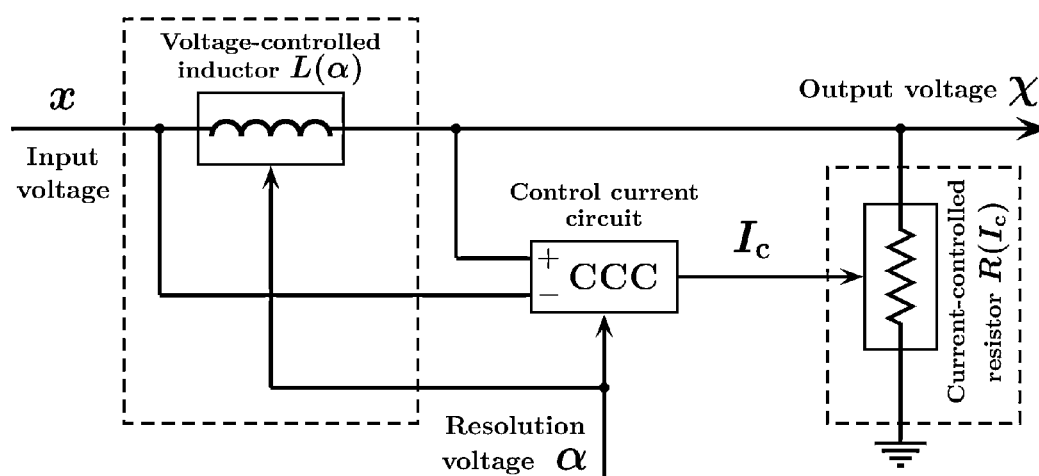 Voltage-controlled
inductor L(α)
x
Input
voltage
Output voltage χ
Control current
circuit
+
−
CCC
I_c
Current-controlled
resistor R(I_c)
Resolution
voltage α